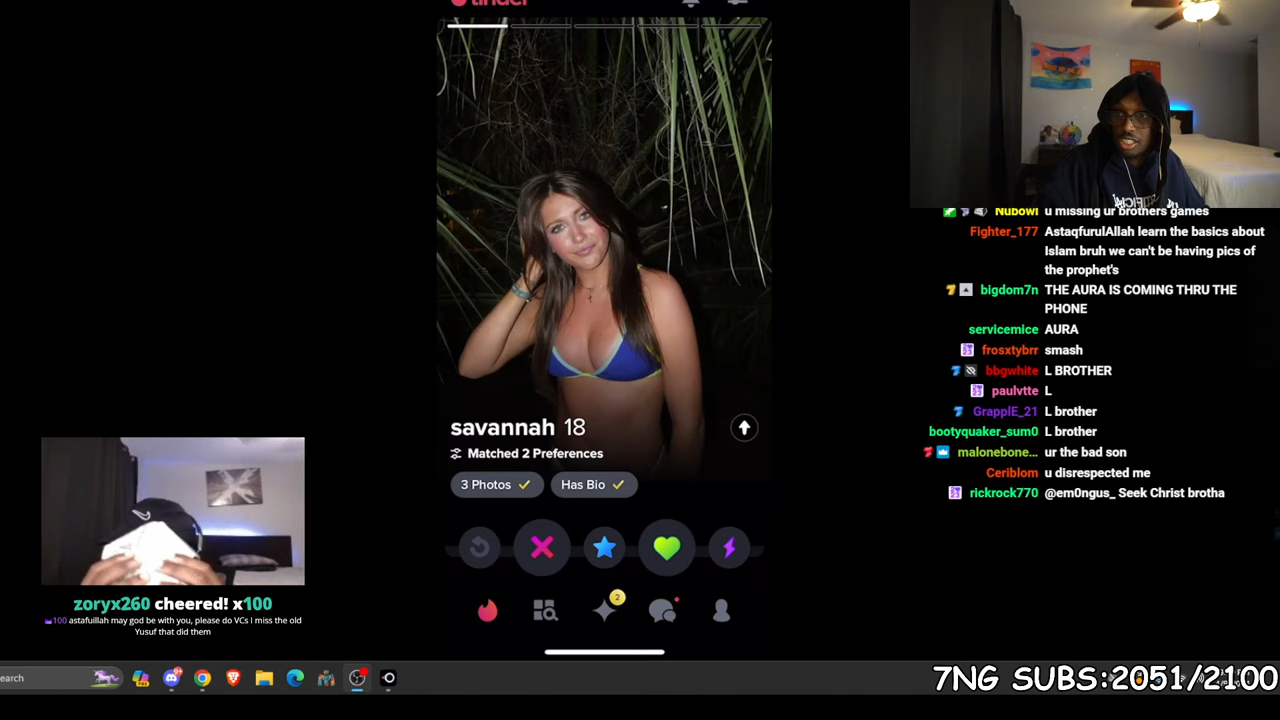 tinder
savannah 18
Matched 2 Preferences
3 Photos
Has Bio
2
Nubowl u missing ur brothers games
Fighter_177 AstaqfurulAllah learn the basics about
Islam bruh we can't be having pics of
the prophet's
bigdom7n THE AURA IS COMING THRU THE
PHONE
servicemice AURA
frosxtybrr smash
bbgwhite L BROTHER
paulvtte L
GrapplE_21 L brother
bootyquaker_sum0 L brother
malonebone... ur the bad son
Ceriblom u disrespected me
rickrock770 @em0ngus_ Seek Christ brotha
zoryx260 cheered! x100
100 astafuillah may god be with you, please do VCs I miss the old
Yusuf that did them
earch
7NG SUBS:2051/2100